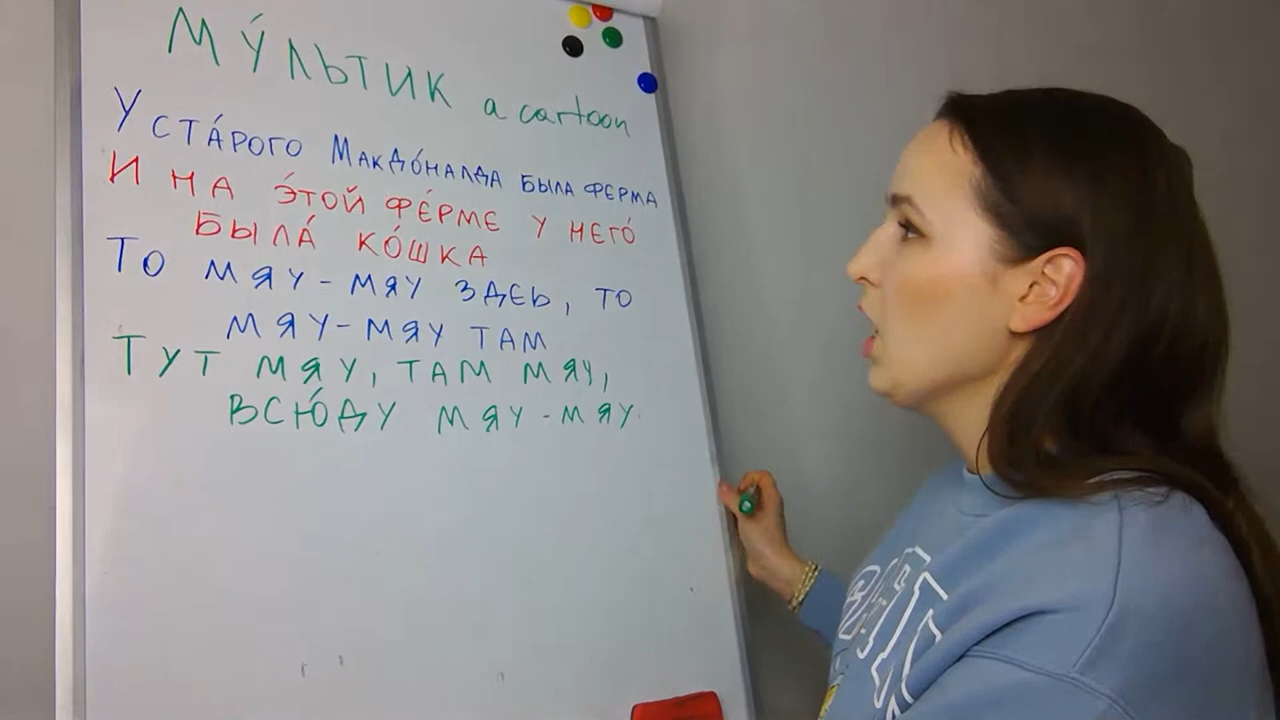 МУ́ЛЬТИК a cartoon
У СТА́РОГО МАКДО́НАЛДА БЫЛА ФЕРМА
И НА Э́ТОЙ ФЕ́РМЕ У НЕГО́
БЫЛА́ КО́ШКА
ТО МЯУ-МЯУ ЗДЕЬ, ТО
МЯУ-МЯУ ТАМ
ТУТ МЯУ, ТАМ МЯУ,
ВСЮ́ДУ МЯУ-МЯУ